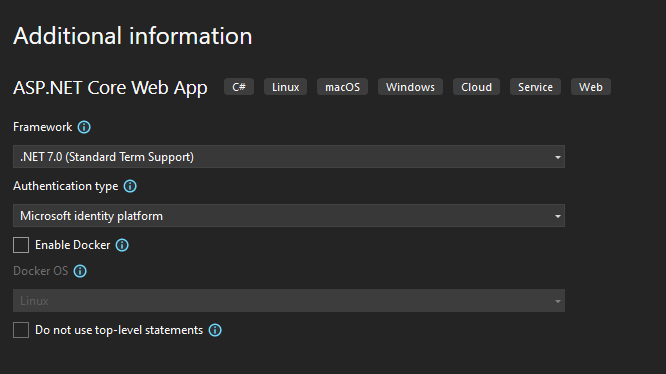 Additional information
ASP.NET Core Web App C# Linux macOS Windows Cloud Service Web
Framework
.NET 7.0 (Standard Term Support)
Authentication type
Microsoft identity platform
Enable Docker
Docker OS
Linux
Do not use top-level statements